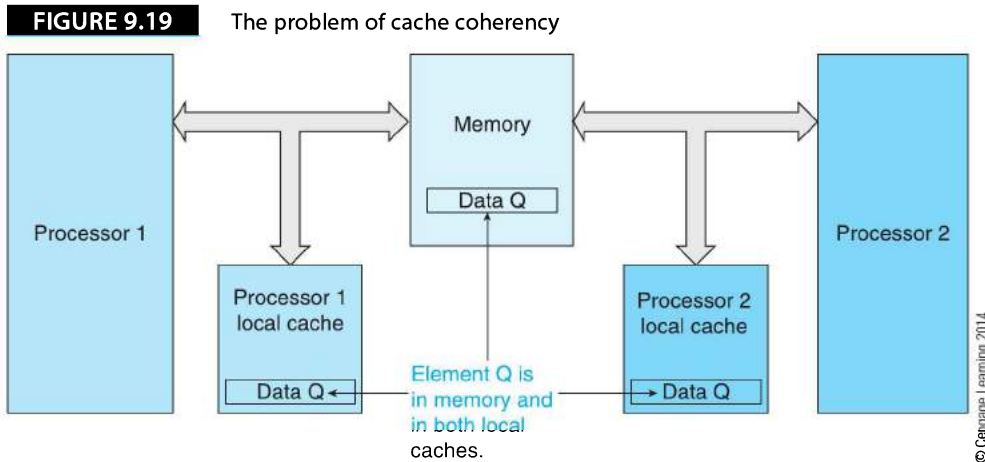 FIGURE 9.19 The problem of cache coherency
Memory
Data Q
Processor 1
Processor 2
Processor 1
local cache
Data Q
Processor 2
local cache
Data Q
Element Q is
in memory and
in both local
caches.
© Cengage Learning 2014